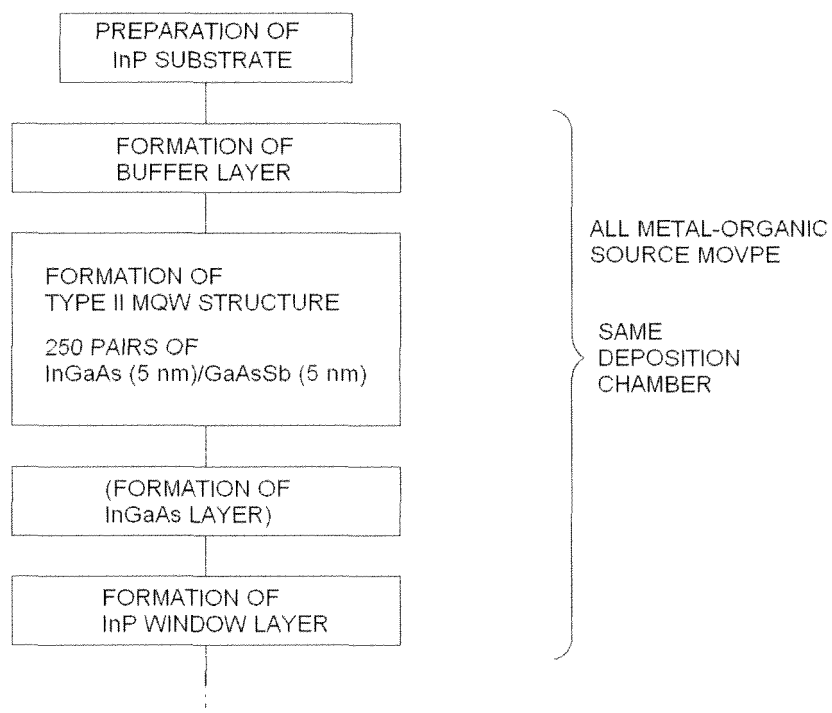 PREPARATION OF
InP SUBSTRATE
FORMATION OF
BUFFER LAYER
FORMATION OF
TYPE II MQW STRUCTURE
250 PAIRS OF
InGaAs (5 nm)/GaAsSb (5 nm)
(FORMATION OF
InGaAs LAYER)
FORMATION OF
InP WINDOW LAYER
ALL METAL-ORGANIC
SOURCE MOVPE
SAME
DEPOSITION
CHAMBER